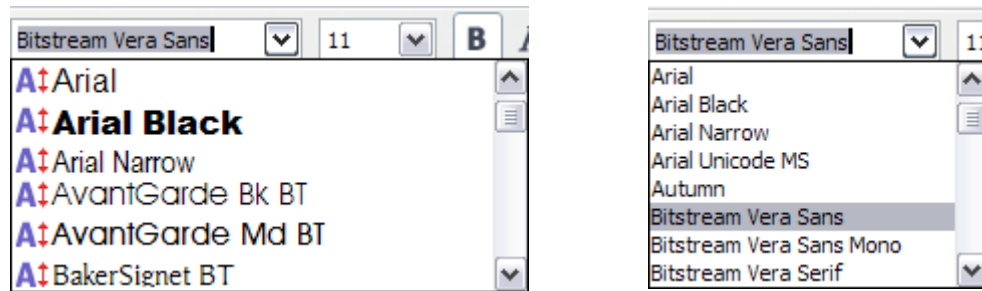 Bitstream Vera Sans 11 B
Arial
Arial Black
Arial Narrow
AvantGarde Bk BT
AvantGarde Md BT
BakerSignet BT
Bitstream Vera Sans 11
Arial
Arial Black
Arial Narrow
Arial Unicode MS
Autumn
Bitstream Vera Sans
Bitstream Vera Sans Mono
Bitstream Vera Serif